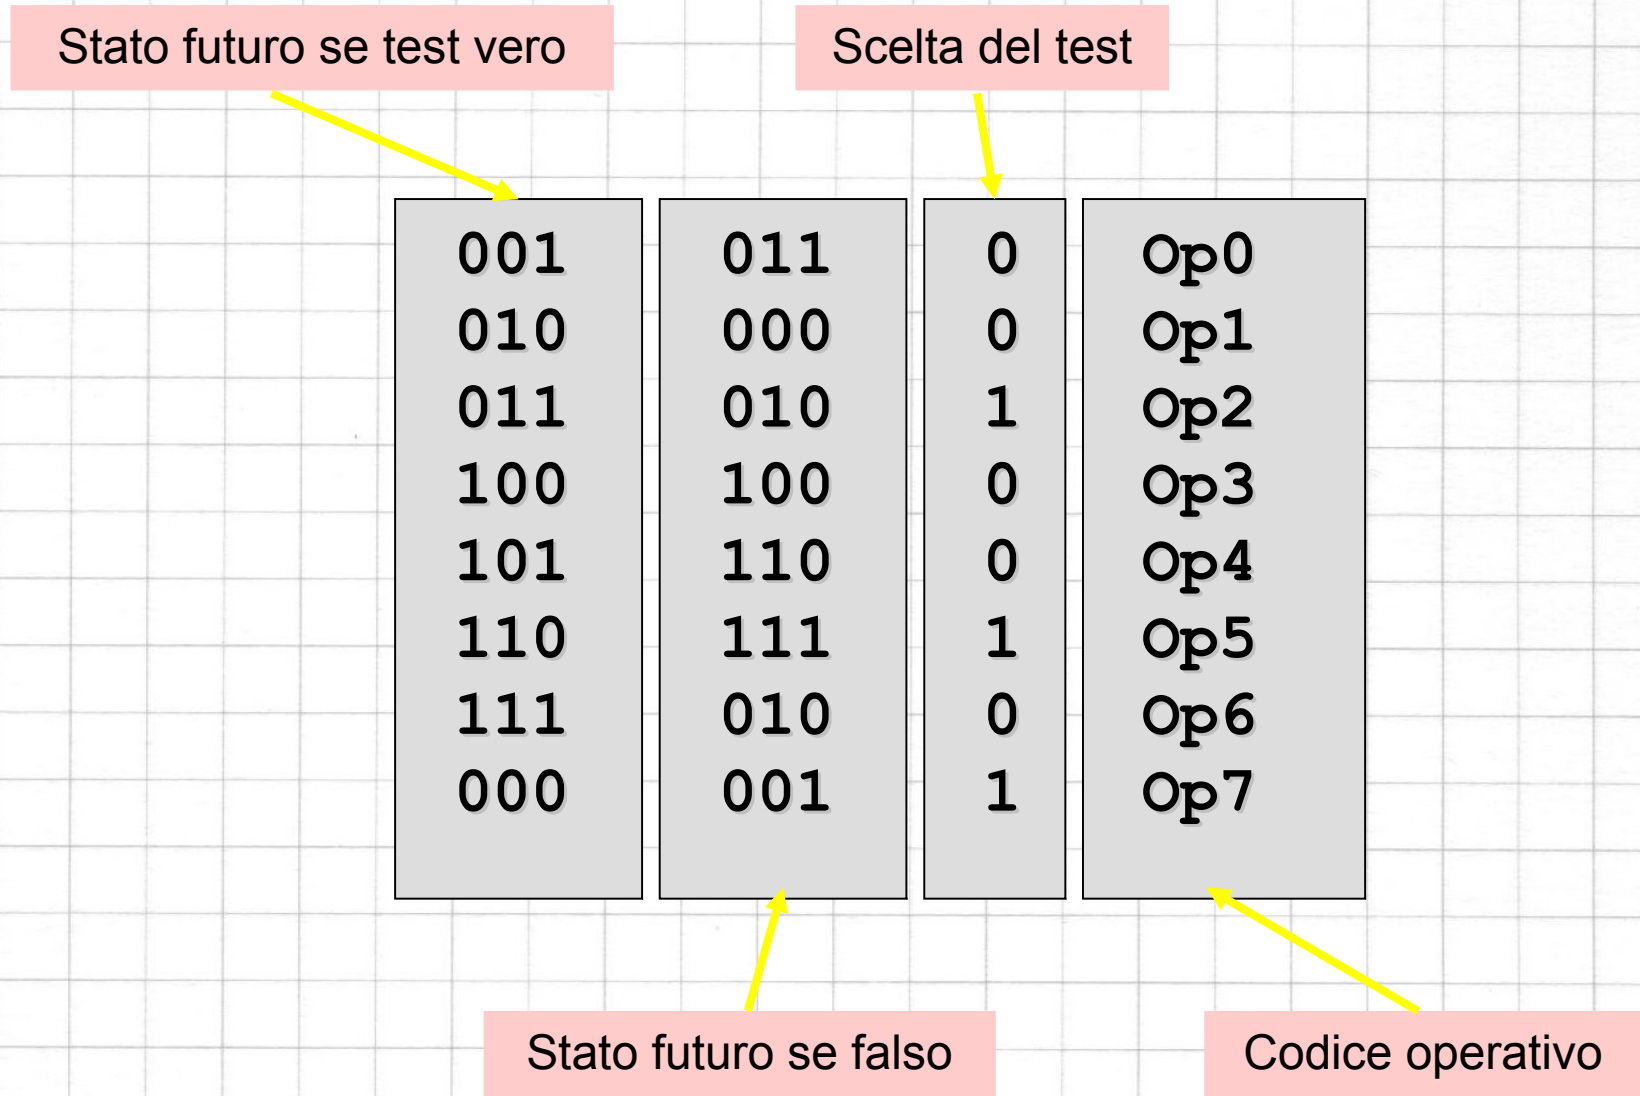 Stato futuro se test vero
Scelta del test
001 011 0 Op0
010 000 0 Op1
011 010 1 Op2
100 100 0 Op3
101 110 0 Op4
110 111 1 Op5
111 010 0 Op6
000 001 1 Op7
Stato futuro se falso
Codice operativo